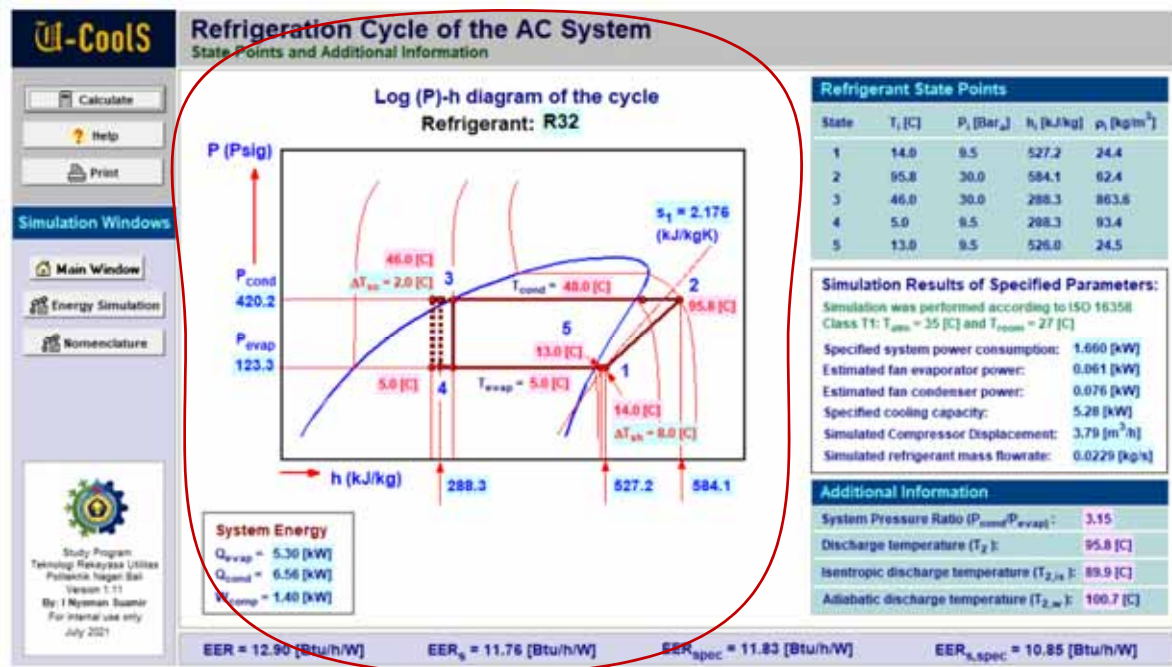 U-CoolS
Refrigeration Cycle of the AC System
State Points and Additional Information
Calculate
Help
Print
Simulation Windows
Main Window
Energy Simulation
Nomenclature
Study Program
Teknologi Rekayasa Utilitas
Version 1.11
By: I Nyoman Suamir
For internal use only
July 2021
Log (P)-h diagram of the cycle
Refrigerant: R32
P (Psig)
s1 = 2.176
(kJ/kgK)
46.0 [C]
ΔTsc = 2.0 [C]
3
Tcond = 48.0 [C]
2
95.8 [C]
Pcond
420.2
Pevap
123.3
5
13.0 [C]
1
5.0 [C]
4
Tevap = 5.0 [C]
14.0 [C]
ΔTsh = 8.0 [C]
h (kJ/kg)
288.3
527.2
584.1
System Energy
Qevap = 5.30 [kW]
Qcond = 6.56 [kW]
Wcomp = 1.40 [kW]
Refrigerant State Points
State Ti [C] Pi [Bara] hi [kJ/kg] ρi [kg/m3]
1 14.0 9.5 527.2 24.4
2 95.8 30.0 584.1 62.4
3 46.0 30.0 288.3 863.6
4 5.0 9.5 288.3 93.4
5 13.0 9.5 526.0 24.5
Simulation Results of Specified Parameters:
Simulation was performed according to ISO 16358
Class T1: Tamb = 35 [C] and Troom = 27 [C]
Specified system power consumption: 1.660 [kW]
Estimated fan evaporator power: 0.061 [kW]
Estimated fan condenser power: 0.076 [kW]
Specified cooling capacity: 5.28 [kW]
Simulated Compressor Displacement: 3.79 [m3/h]
Simulated refrigerant mass flowrate: 0.0229 [kg/s]
Additional Information
System Pressure Ratio (Pcond/Pevap): 3.15
Discharge temperature (T2): 95.8 [C]
Isentropic discharge temperature (T2,is): 89.9 [C]
Adiabatic discharge temperature (T2,w): 100.7 [C]
EER = 12.90 [Btu/h/W] EERs = 11.76 [Btu/h/W] EERspec = 11.83 [Btu/h/W] EERs,spec = 10.85 [Btu/h/W]